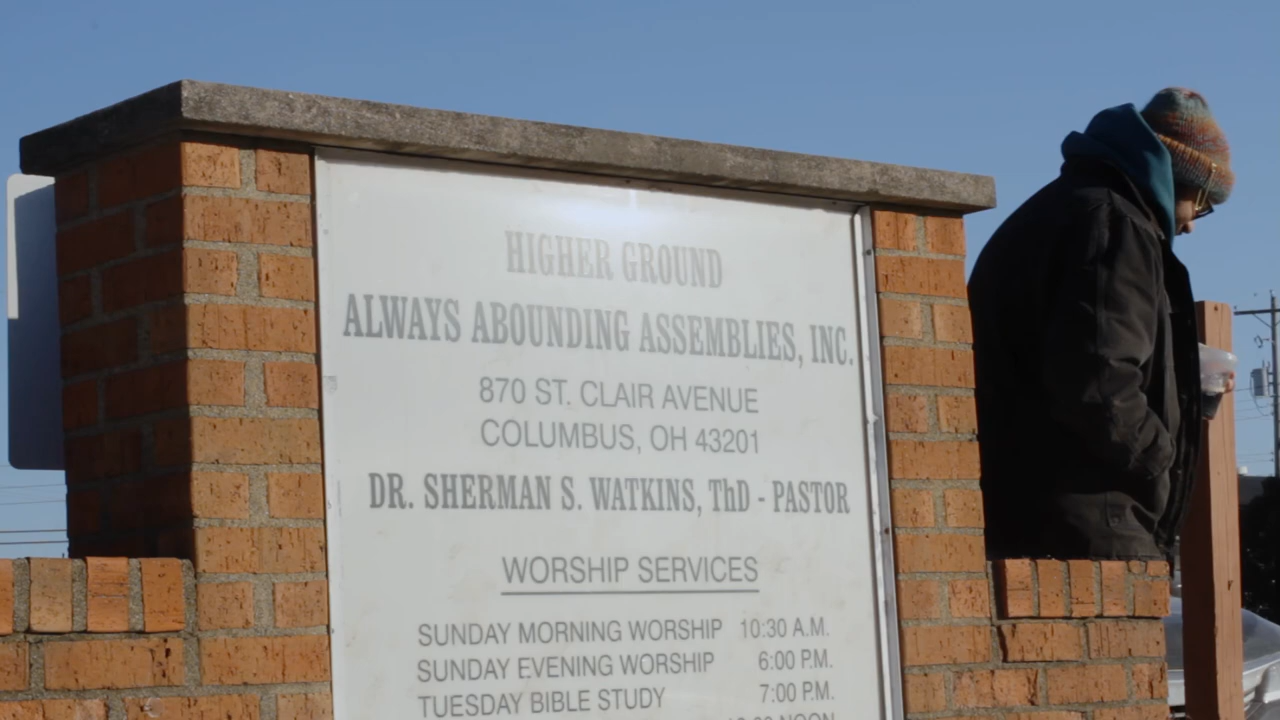 HIGHER GROUND
ALWAYS ABOUNDING ASSEMBLIES, INC.
870 ST. CLAIR AVENUE
COLUMBUS, OH 43201
DR. SHERMAN S. WATKINS, ThD - PASTOR
WORSHIP SERVICES
SUNDAY MORNING WORSHIP 10:30 A.M.
SUNDAY EVENING WORSHIP 6:00 P.M.
TUESDAY BIBLE STUDY 7:00 P.M.
NOON